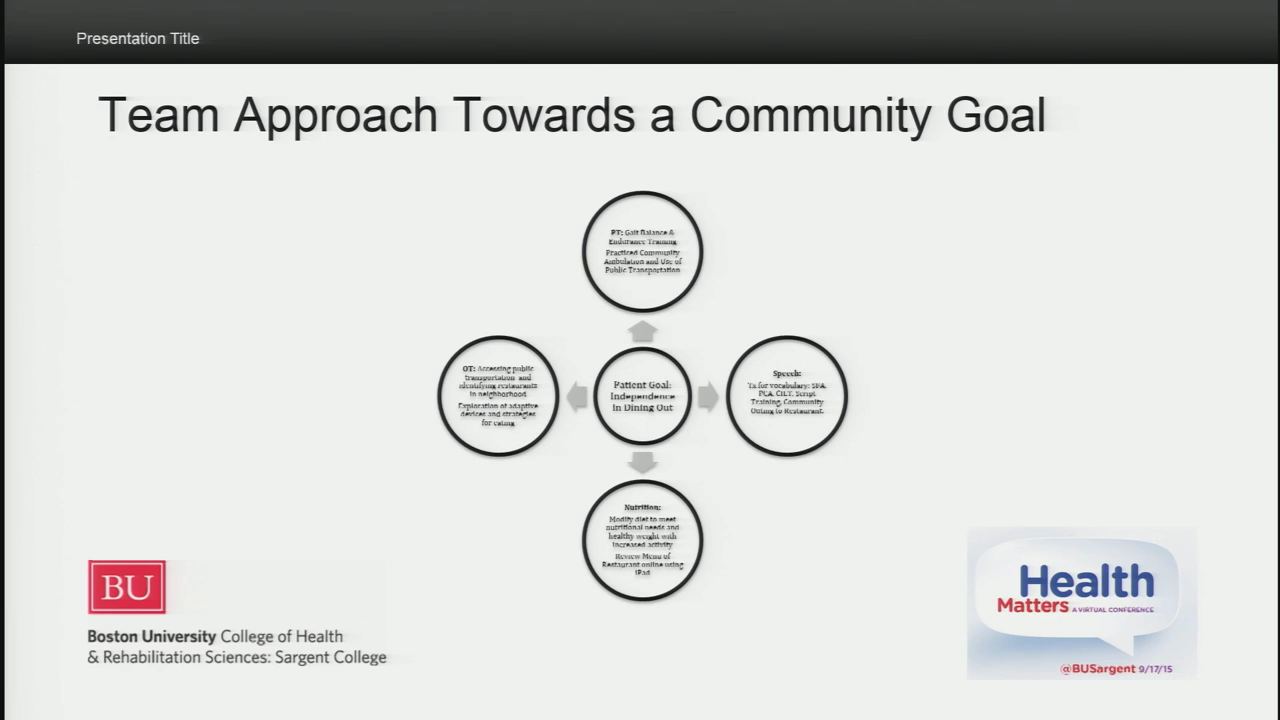 Presentation Title
Team Approach Towards a Community Goal
PT: Gait Balance &
Endurance Training
Practiced Community
Ambulation and Use of
Public Transportation
OT: Accessing public
transportation and
identifying restaurants
in neighborhood
Exploration of adaptive
devices and strategies
for eating
Patient Goal:
Independence
in Dining Out
Speech:
Tx for vocabulary: SFA,
PCA, CILT, Script
Training, Community
Outing to Restaurant.
Nutrition:
Modify diet to meet
nutritional needs and
healthy weight with
increased activity
Review Menu of
Restaurant online using
iPad
BU
Boston University College of Health
& Rehabilitation Sciences: Sargent College
Health
Matters A VIRTUAL CONFERENCE
@BUSargent 9/17/15